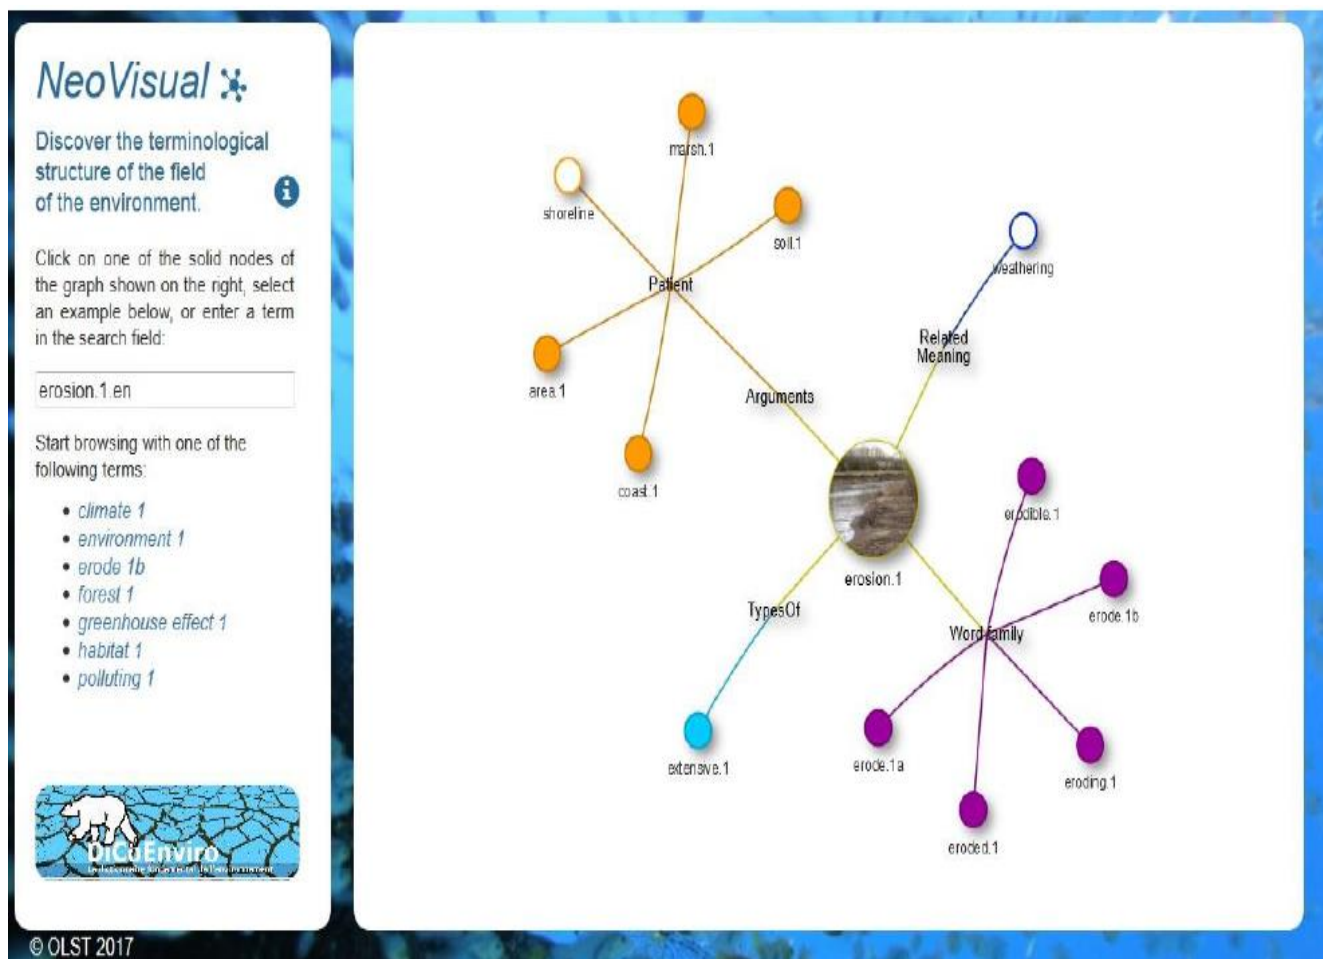 NeoVisual
Discover the terminological
structure of the field
of the environment.
Click on one of the solid nodes of
the graph shown on the right, select
an example below, or enter a term
in the search field:
erosion.1.en
Start browsing with one of the
following terms:
• climate 1
• environment 1
• erode 1b
• forest 1
• greenhouse effect 1
• habitat 1
• polluting 1
DiCoEnviro
© OLST 2017
marsh.1
shoreline
soil.1
Patient
area.1
coast.1
Arguments
weathering
Related
Meaning
erosion.1
TypesOf
extensive.1
erodible.1
erode.1b
Word family
erode.1a
eroding.1
eroded.1